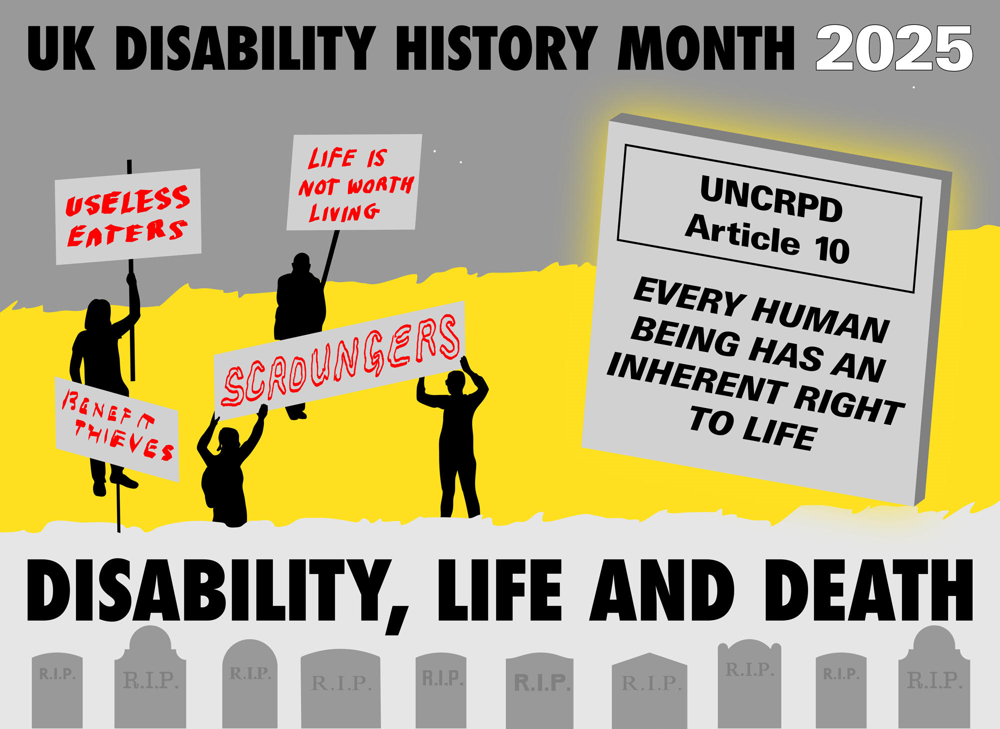 UK DISABILITY HISTORY MONTH 2025
USELESS
EATERS
LIFE IS
NOT WORTH
LIVING
SCROUNGERS
BENEFIT
THIEVES
UNCRPD
Article 10
EVERY HUMAN
BEING HAS AN
INHERENT RIGHT
TO LIFE
DISABILITY, LIFE AND DEATH
R.I.P.
R.I.P.
R.I.P.
R.I.P.
R.I.P.
R.I.P.
R.I.P.
R.I.P.
R.I.P.
R.I.P.